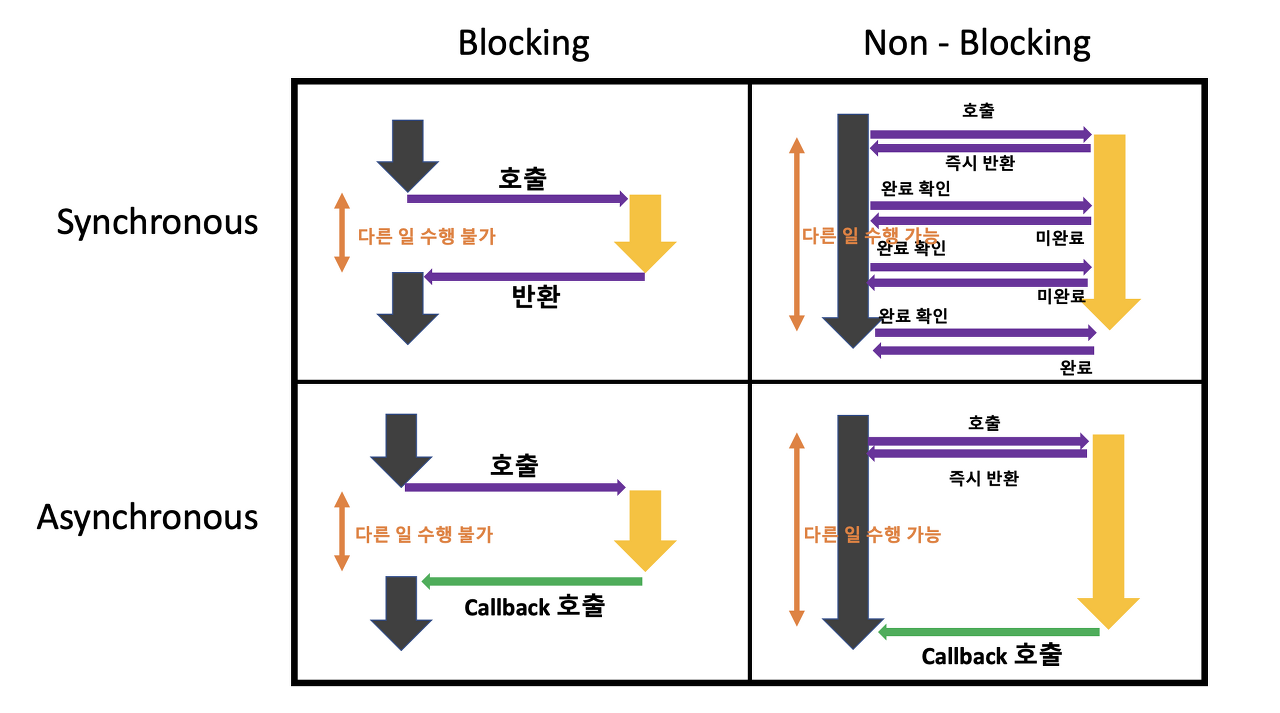 Blocking
Non - Blocking
Synchronous
호출
다른 일 수행 불가
반환
호출
즉시 반환
완료 확인
다른 일 수행 가능
미완료
완료 확인
미완료
완료 확인
완료
Asynchronous
호출
다른 일 수행 불가
Callback 호출
호출
즉시 반환
다른 일 수행 가능
Callback 호출